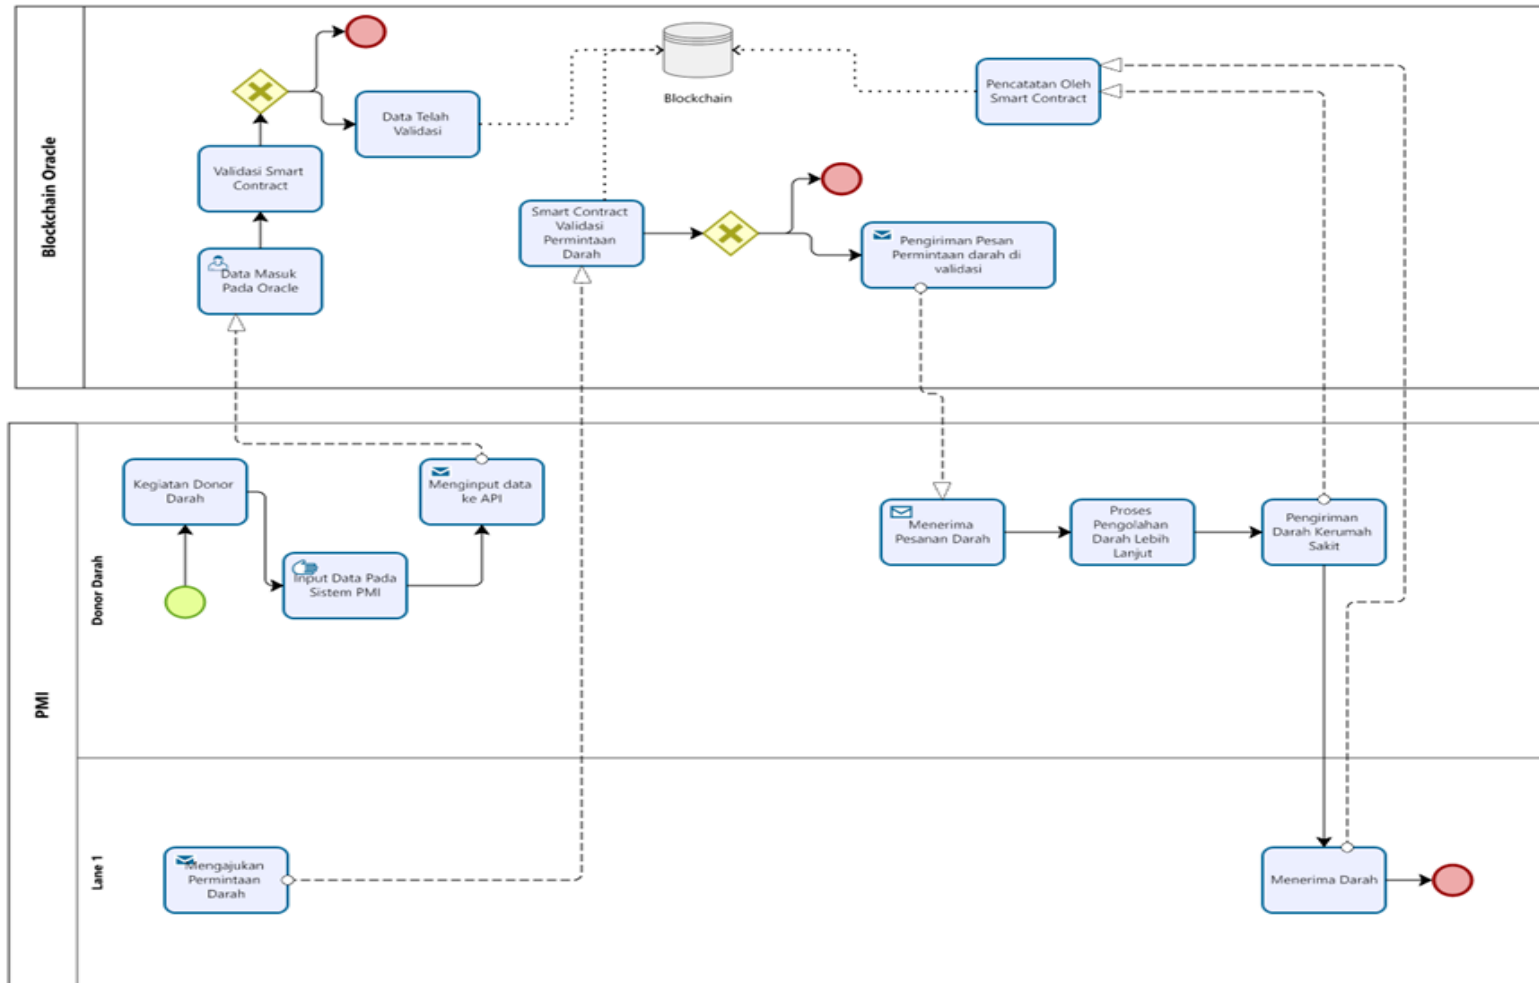 Blockchain Oracle
Blockchain
Pencatatan Oleh
Smart Contract
Data Telah
Validasi
Validasi Smart
Contract
Smart Contract
Validasi
Permintaan
Darah
Pengiriman Pesan
Permintaan darah di
validasi
Data Masuk
Pada Oracle
PMI
Donor Darah
Kegiatan Donor
Darah
Menginput data
ke API
Input Data Pada
Sistem PMI
Menerima
Pesanan Darah
Proses
Pengolahan
Darah Lebih
Lanjut
Pengiriman
Darah Kerumah
Sakit
Lane 1
Mengajukan
Permintaan
Darah
Menerima Darah